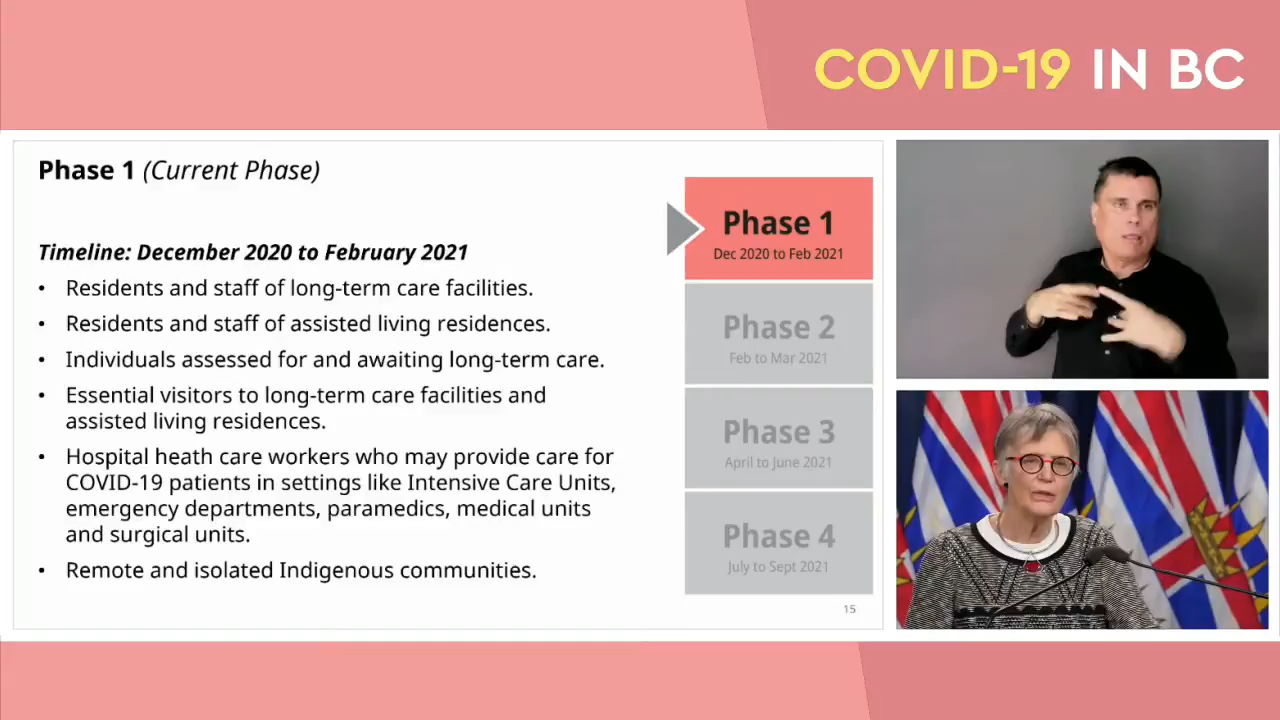 COVID-19 IN BC
Phase 1 (Current Phase)
Timeline: December 2020 to February 2021
• Residents and staff of long-term care facilities.
• Residents and staff of assisted living residences.
• Individuals assessed for and awaiting long-term care.
• Essential visitors to long-term care facilities and
assisted living residences.
• Hospital heath care workers who may provide care for
COVID-19 patients in settings like Intensive Care Units,
emergency departments, paramedics, medical units
and surgical units.
• Remote and isolated Indigenous communities.
Phase 1
Dec 2020 to Feb 2021
Phase 2
Feb to Mar 2021
Phase 3
April to June 2021
Phase 4
July to Sept 2021
15